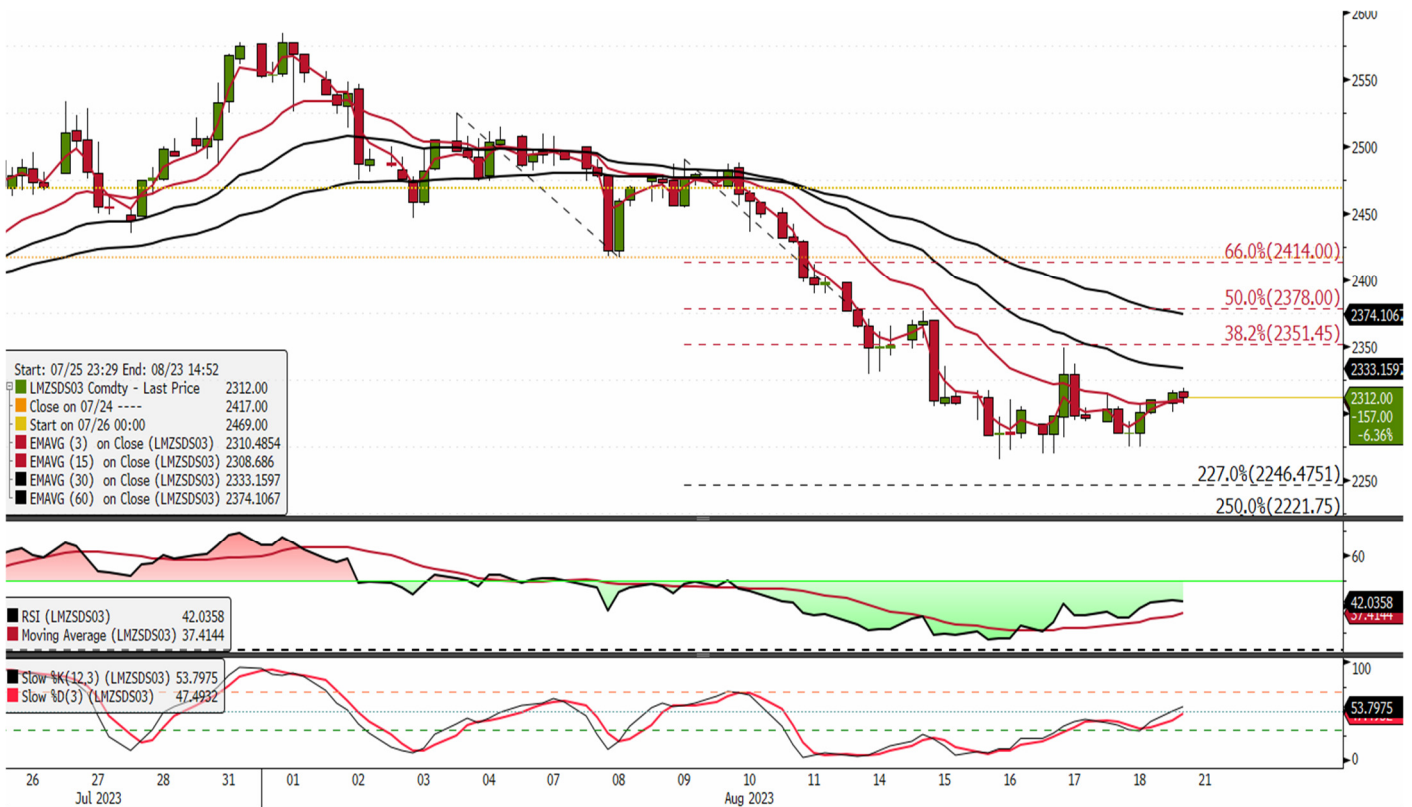 2600
2550
2500
2450
66.0%(2414.00)
2400
50.0%(2378.00)
2374.1067
38.2%(2351.45)
2350
2333.1597
2312.00
-157.00
-6.36%
227.0%(2246.4751)
2250
250.0%(2221.75)
Start: 07/25 23:29 End: 08/23 14:52
LMZSDS03 Comdty - Last Price 2312.00
Close on 07/24 ---- 2417.00
Start on 07/26 00:00 2469.00
EMAVG (3) on Close (LMZSDS03) 2310.4854
EMAVG (15) on Close (LMZSDS03) 2308.686
EMAVG (30) on Close (LMZSDS03) 2333.1597
EMAVG (60) on Close (LMZSDS03) 2374.1067
60
42.0358
37.4144
RSI (LMZSDS03) 42.0358
Moving Average (LMZSDS03) 37.4144
100
Slow %K(12,3) (LMZSDS03) 53.7975
Slow %D(3) (LMZSDS03) 47.4932
53.7975
0
26 27 28 31 01 02 03 04 07 08 09 10 11 14 15 16 17 18 21
Jul 2023 Aug 2023